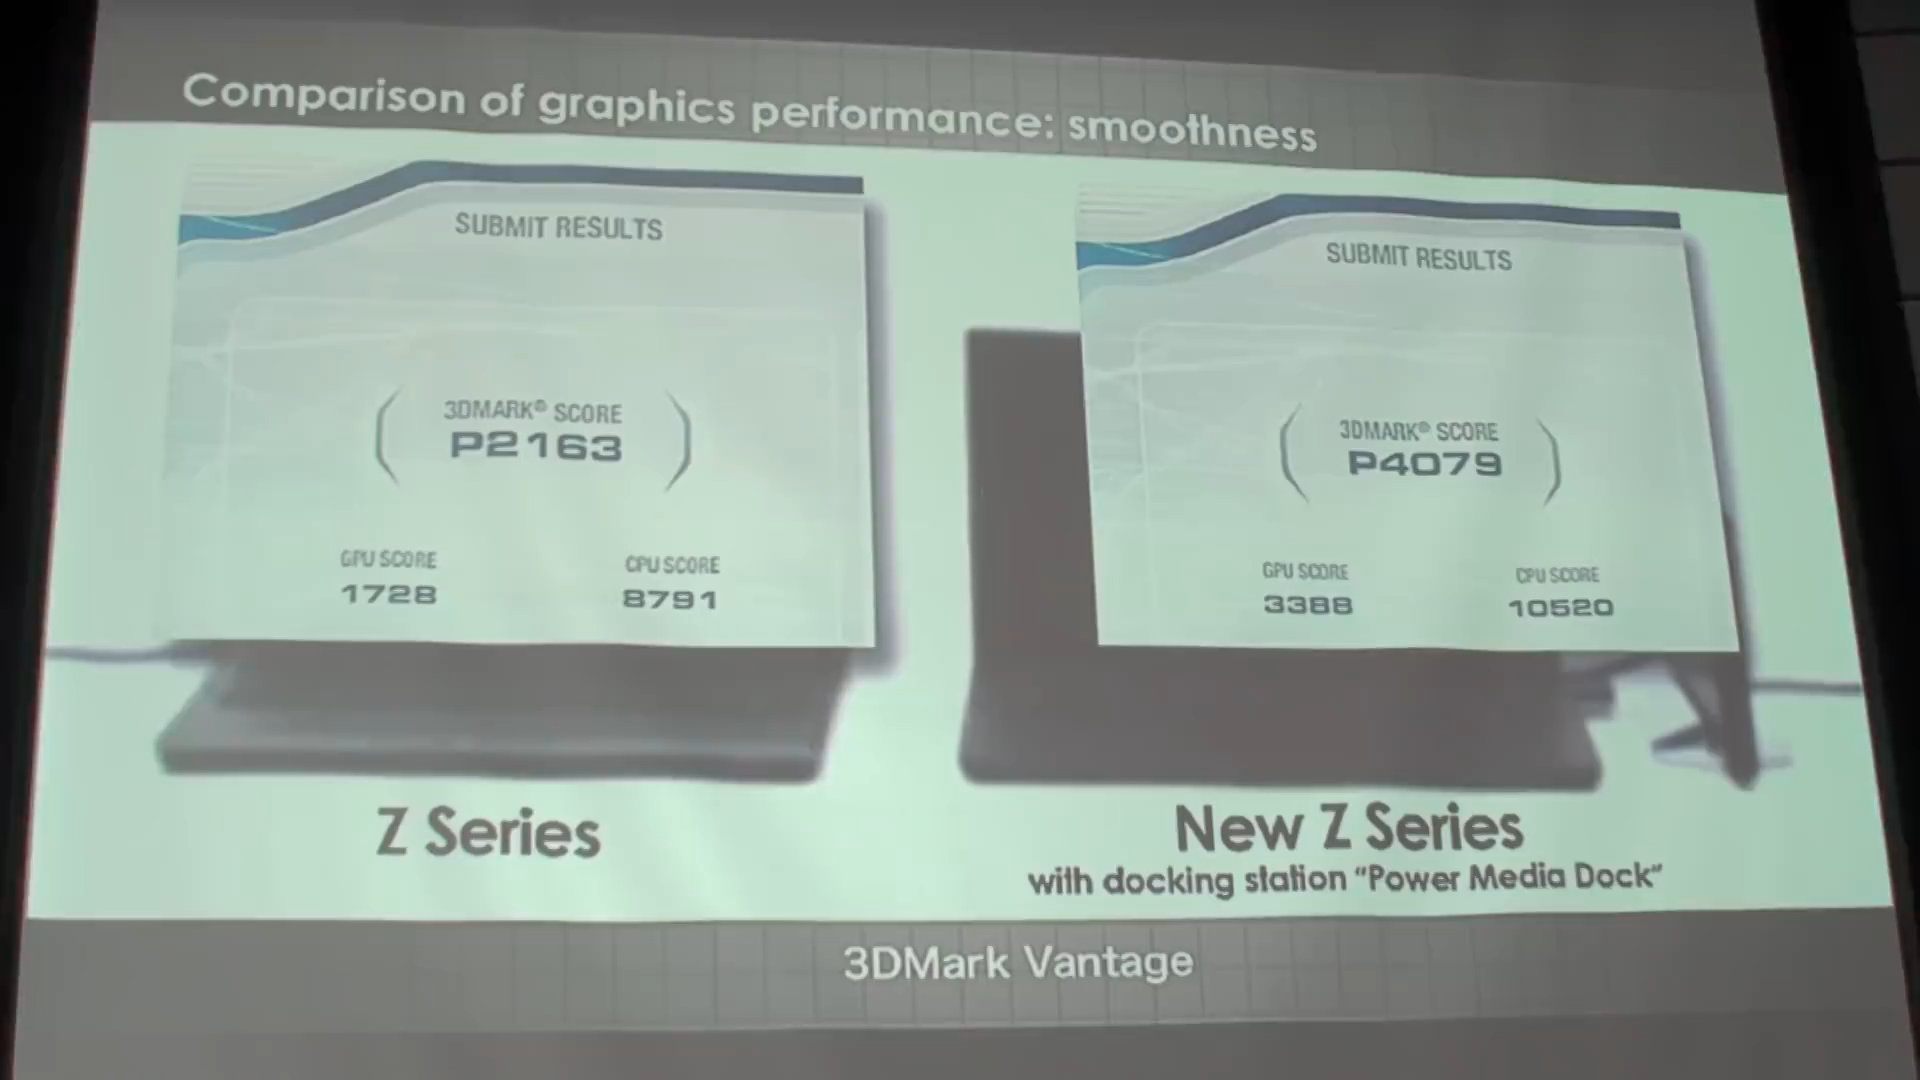 Comparison of graphics performance: smoothness
SUBMIT RESULTS
3DMARK® SCORE
P2163
GPU SCORE
CPU SCORE
1728
8791
SUBMIT RESULTS
3DMARK® SCORE
P4079
GPU SCORE
CPU SCORE
3388
10520
Z Series
New Z Series
with docking station "Power Media Dock"
3DMark Vantage